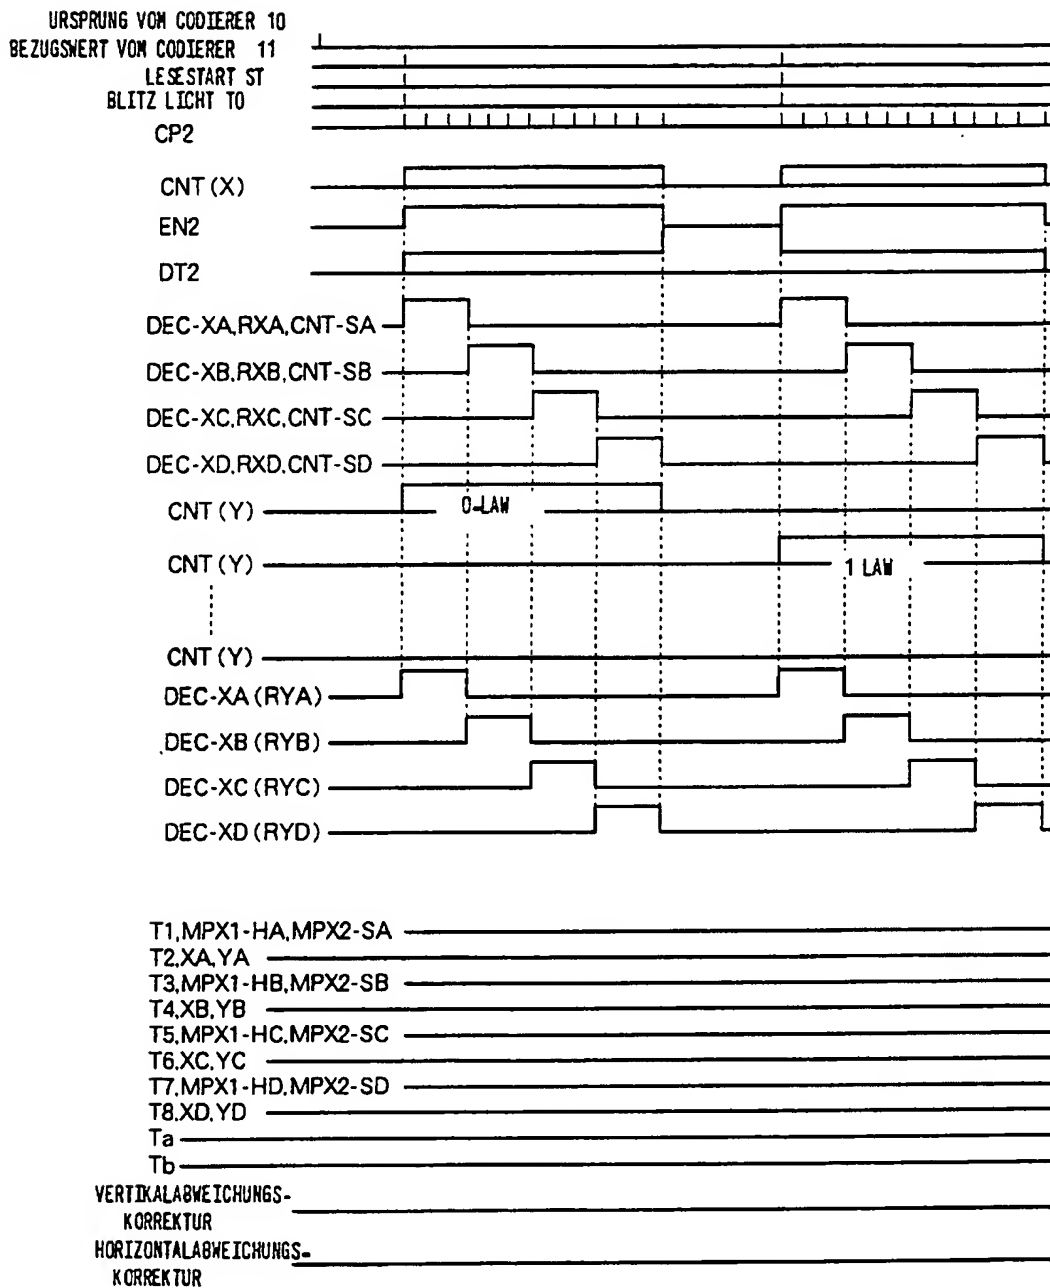 URSPRUNG VOM CODIERER 10
BEZUGSWERT VOM CODIERER 11
LESESTART ST
BLITZ LICHT TO
CP2
CNT (X)
EN2
DT2
DEC-XA,RXA,CNT-SA
DEC-XB,RXB,CNT-SB
DEC-XC,RXC,CNT-SC
DEC-XD,RXD,CNT-SD
CNT (Y)
0-LAW
CNT (Y)
1 LAW
CNT (Y)
DEC-XA (RYA)
DEC-XB (RYB)
DEC-XC (RYC)
DEC-XD (RYD)
T1,MPX1-HA,MPX2-SA
T2,XA,YA
T3,MPX1-HB,MPX2-SB
T4,XB,YB
T5,MPX1-HC,MPX2-SC
T6,XC,YC
T7,MPX1-HD,MPX2-SD
T8,XD,YD
Ta
Tb
VERTIKALABWEICHUNGS-
KORREKTUR
HORIZONTALABWEICHUNGS-
KORREKTUR